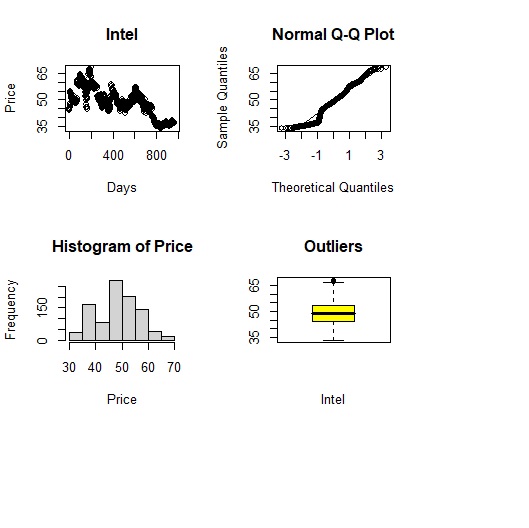 Intel
Price
35 50 65
0 400 800
Days
Normal Q-Q Plot
Sample Quantiles
35 50 65
-3 -1 1 3
Theoretical Quantiles
Histogram of Price
Frequency
0 150
30 40 50 60 70
Price
Outliers
35 50 65
Intel